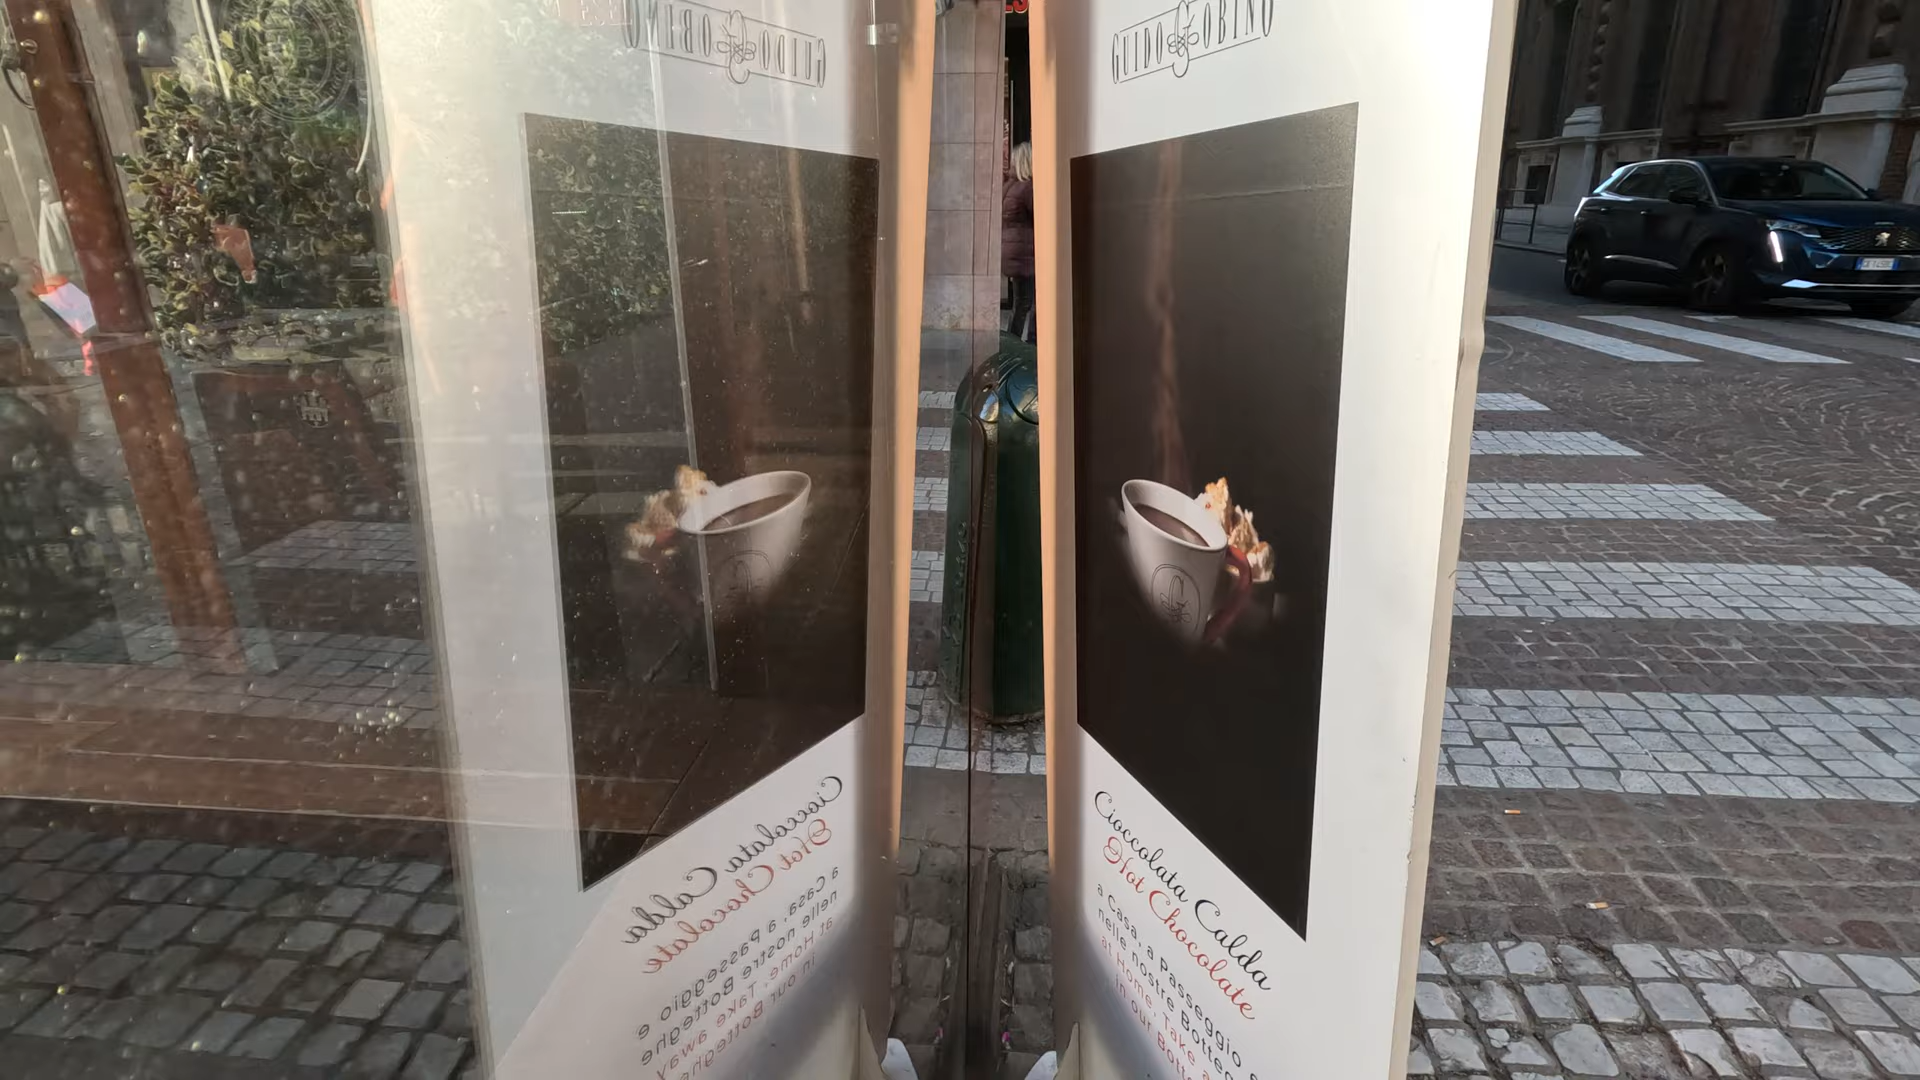 GUIDO GOBINO
Cioccolata Calda
Hot Chocolate
a Casa, a Passeggio e
nelle nostre Botteghe
at Home, Take away
in our Botteghe